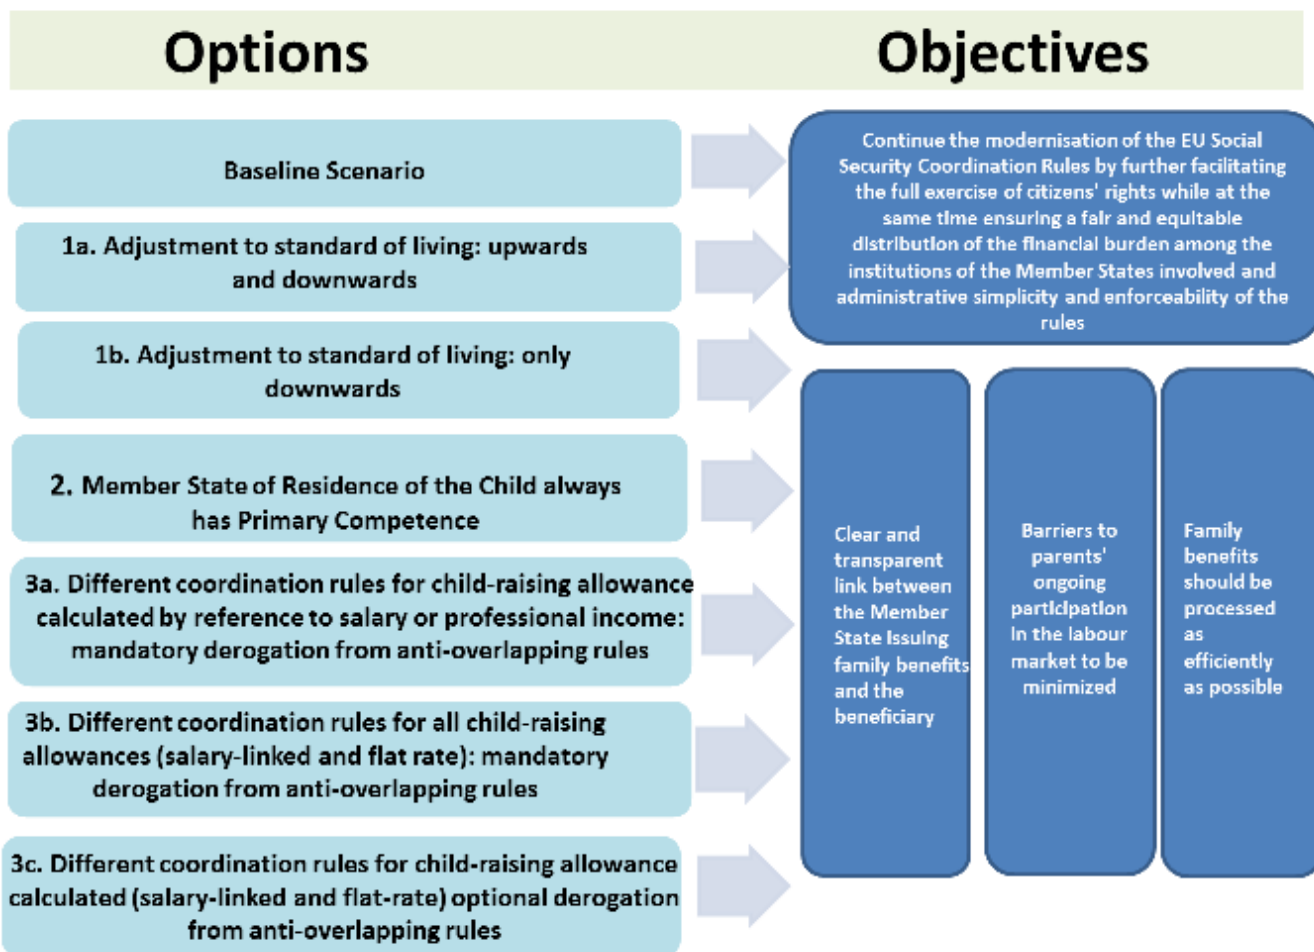 Options
Objectives
Baseline Scenario
1a. Adjustment to standard of living: upwards
and downwards
1b. Adjustment to standard of living: only
downwards
2. Member State of Residence of the Child always
has Primary Competence
3a. Different coordination rules for child-raising allowance
calculated by reference to salary or professional income:
mandatory derogation from anti-overlapping rules
3b. Different coordination rules for all child-raising
allowances (salary-linked and flat rate): mandatory
derogation from anti-overlapping rules
3c. Different coordination rules for child-raising allowance
calculated (salary-linked and flat-rate) optional derogation
from anti-overlapping rules
Continue the modernisation of the EU Social
Security Coordination Rules by further facilitating
the full exercise of citizens' rights while at the
same time ensuring a fair and equitable
distribution of the financial burden among the
institutions of the Member States involved and
administrative simplicity and enforceability of the
rules
Clear and
transparent
link between
the Member
State issuing
family benefits
and the
beneficiary
Barriers to
parents'
ongoing
participation
in the labour
market to be
minimized
Family
benefits
should be
processed
as
efficiently
as possible